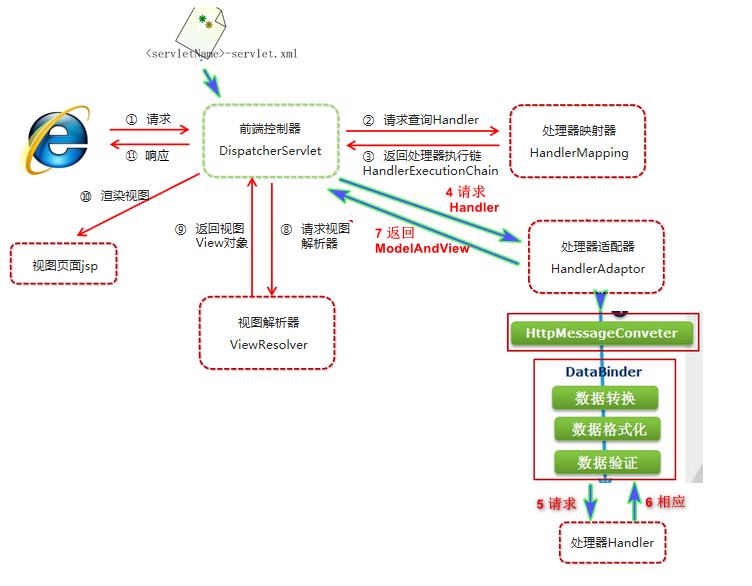 <servletName>-servlet.xml
① 请求
⑪ 响应
前端控制器
DispatcherServlet
② 请求查询Handler
③ 返回处理器执行链
HandlerExecutionChain
处理器映射器
HandlerMapping
⑩ 渲染视图
⑨ 返回视图
View对象
⑧ 请求视图
解析器
4 请求
Handler
7 返回
ModelAndView
处理器适配器
HandlerAdaptor
视图页面jsp
视图解析器
ViewResolver
HttpMessageConveter
DataBinder
数据转换
数据格式化
数据验证
5 请求
6 相应
处理器Handler